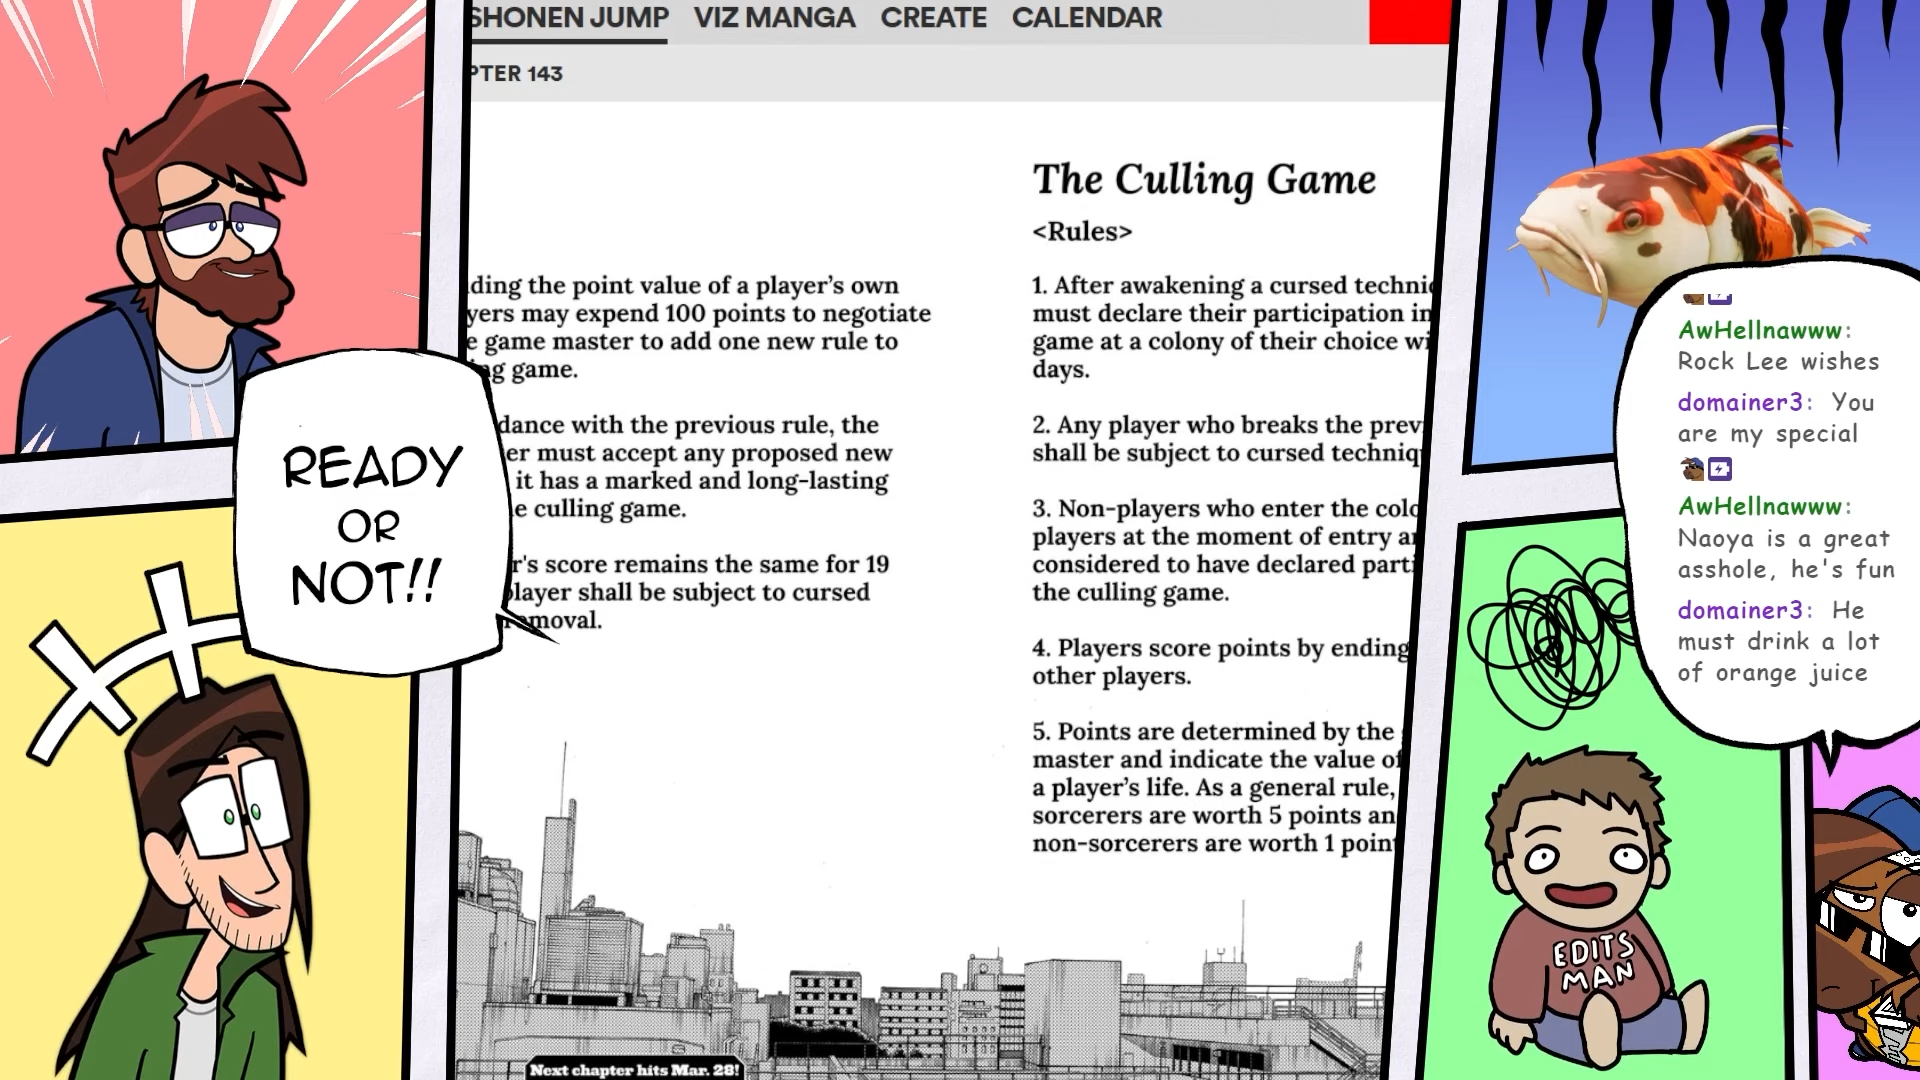 SHONEN JUMP VIZ MANGA CREATE CALENDAR
PTER 143
The Culling Game
<Rules>
1. After awakening a cursed techni
must declare their participation in
game at a colony of their choice wi
days.
2. Any player who breaks the prev
shall be subject to cursed techniq
3. Non-players who enter the colo
players at the moment of entry a
considered to have declared parti
the culling game.
4. Players score points by ending
other players.
5. Points are determined by the
master and indicate the value of
a player's life. As a general rule,
sorcerers are worth 5 points an
non-sorcerers are worth 1 point
ding the point value of a player's own
yers may expend 100 points to negotiate
e game master to add one new rule to
ng game.
dance with the previous rule, the
er must accept any proposed new
it has a marked and long-lasting
e culling game.
r's score remains the same for 19
player shall be subject to cursed
removal.
Next chapter hits Mar. 28!
READY
OR
NOT!!
AwHellnawww:
Rock Lee wishes
domainer3: You
are my special
AwHellnawww:
Naoya is a great
asshole, he's fun
domainer3: He
must drink a lot
of orange juice
EDITS
MAN